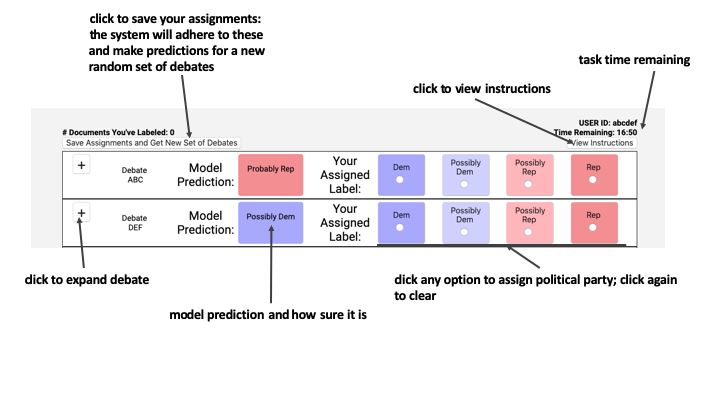 click to save your assignments:
the system will adhere to these
and make predictions for a new
random set of debates
task time remaining
click to view instructions
USER ID: abcdef
# Documents You've Labeled: 0
Time Remaining: 16:50
Save Assignments and Get New Set of Debates
View Instructions
+
Debate
ABC
Model
Prediction:
Probably Rep
Your
Assigned
Label:
Dem
Possibly
Dem
Possibly
Rep
Rep
+
Debate
DEF
Model
Prediction:
Possibly Dem
Your
Assigned
Label:
Dem
Possibly
Dem
Possibly
Rep
Rep
click to expand debate
click any option to assign political party; click again
to clear
model prediction and how sure it is